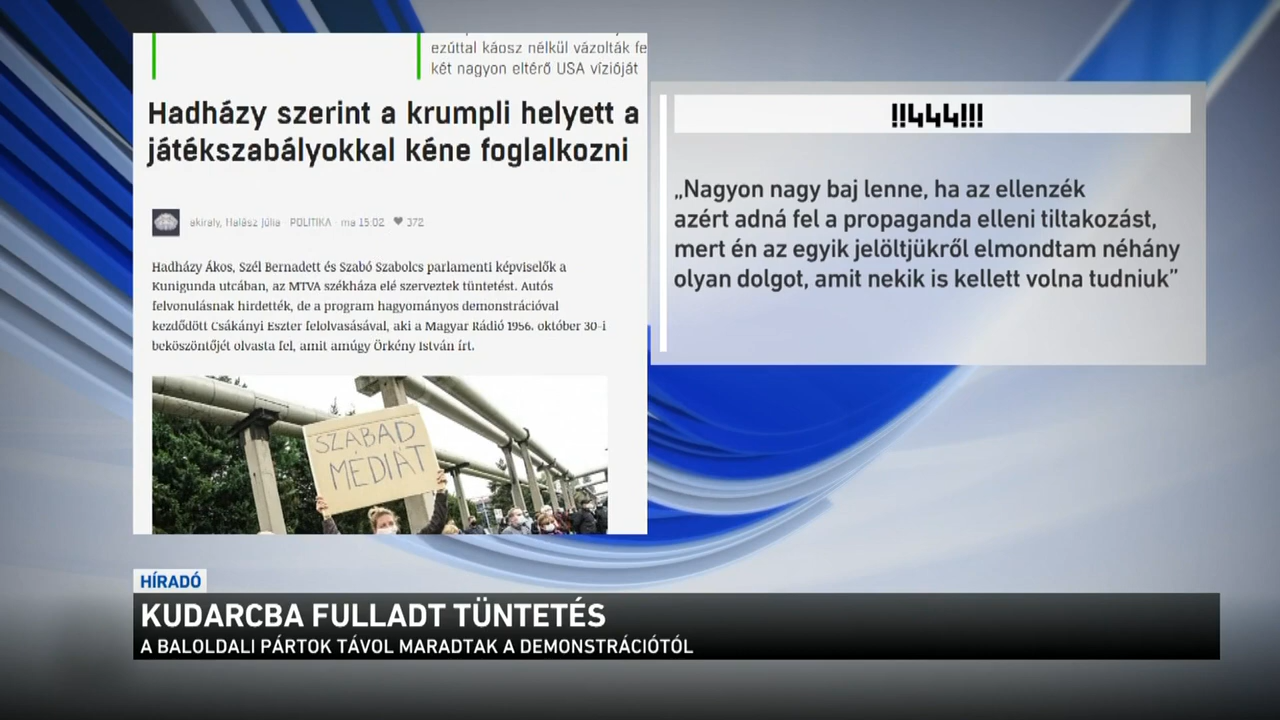 ezúttal káosz nélkül vázolták fe
két nagyon eltérő USA vízióját
Hadházy szerint a krumpli helyett a
játékszabályokkal kéne foglalkozni
akiraly, Halász Júlia · POLITIKA · ma 15:02 ♥ 372
Hadházy Ákos, Szél Bernadett és Szabó Szabolcs parlamenti képviselők a
Kunigunda utcában, az MTVA székháza elé szerveztek tüntetést. Autós
felvonulásnak hirdették, de a program hagyományos demonstrációval
kezdődött Csákányi Eszter felolvasásával, aki a Magyar Rádió 1956. október 30-i
beköszöntőjét olvasta fel, amit amúgy Örkény István írt.
SZABAD
MÉDIÁT
!!444!!!
„Nagyon nagy baj lenne, ha az ellenzék
azért adná fel a propaganda elleni tiltakozást,
mert én az egyik jelöltjükről elmondtam néhány
olyan dolgot, amit nekik is kellett volna tudniuk”
HÍRADÓ
KUDARCBA FULLADT TÜNTETÉS
A BALOLDALI PÁRTOK TÁVOL MARADTAK A DEMONSTRÁCIÓTÓL